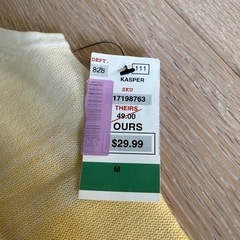 DEPT.
828
111
KASPER
SKU
17198763
THEIRS
49.00
OURS
$29.99
M